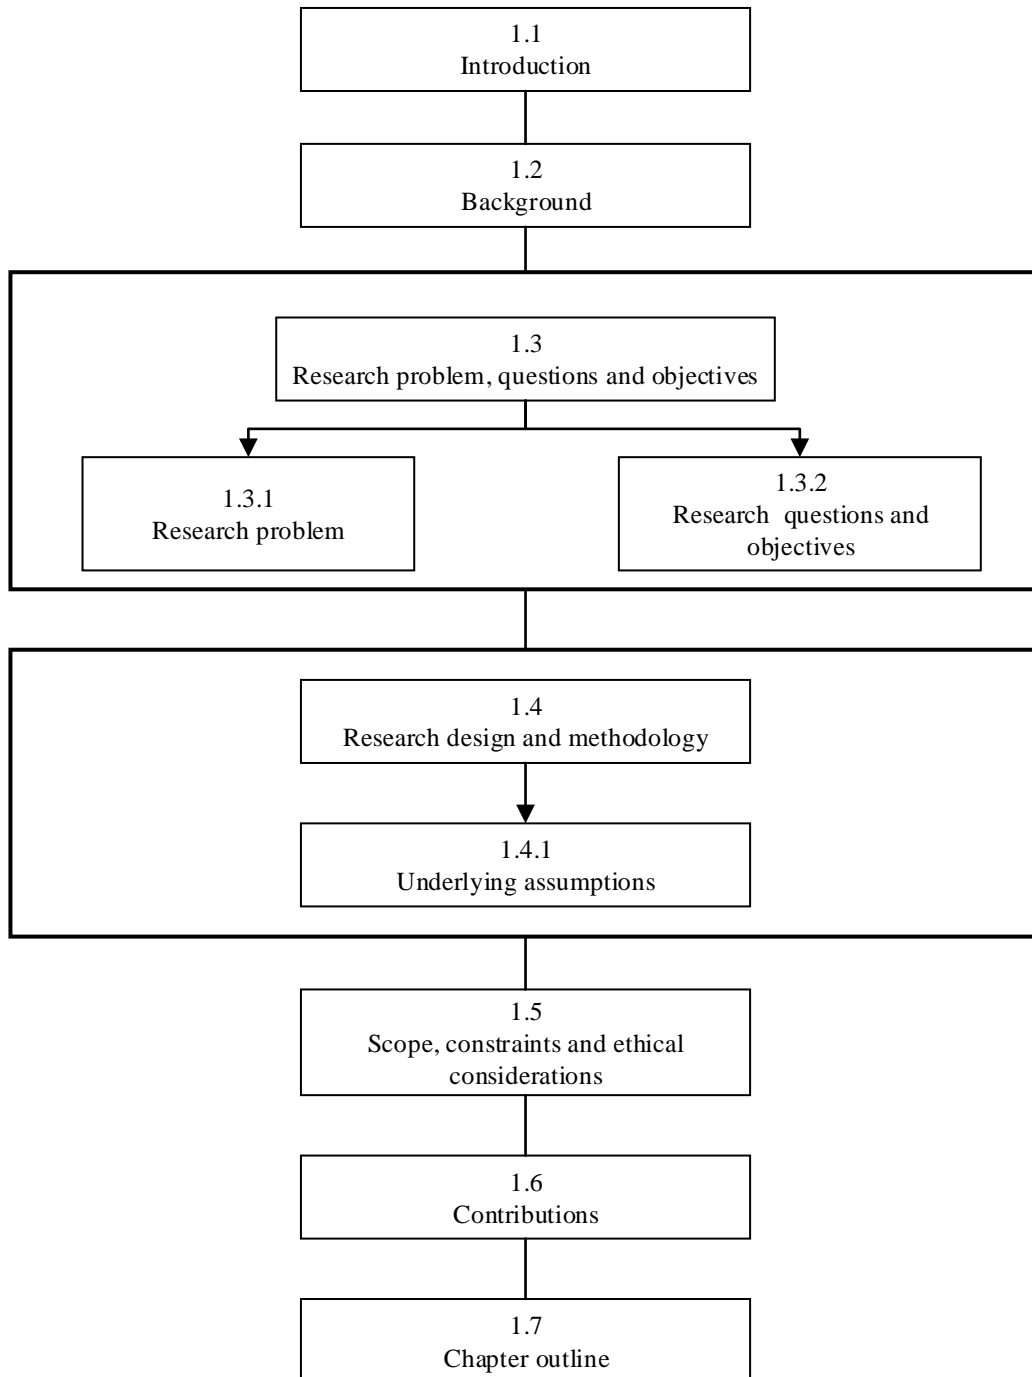 1.1
Introduction
1.2
Background
1.3
Research problem, questions and objectives
1.3.1
Research problem
1.3.2
Research questions and
objectives
1.4
Research design and methodology
1.4.1
Underlying assumptions
1.5
Scope, constraints and ethical
considerations
1.6
Contributions
1.7
Chapter outline